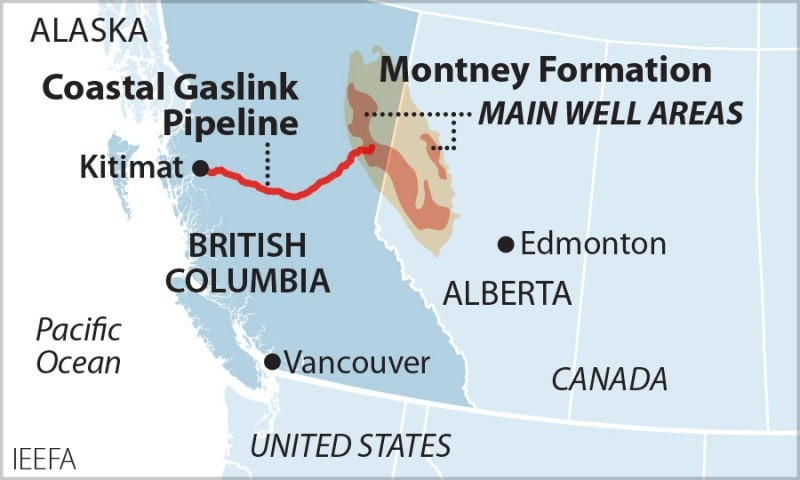 ALASKA
Coastal Gaslink
Pipeline
Montney Formation
MAIN WELL AREAS
Kitimat
BRITISH
COLUMBIA
Edmonton
ALBERTA
Pacific
Ocean
Vancouver
CANADA
UNITED STATES
IEEFA